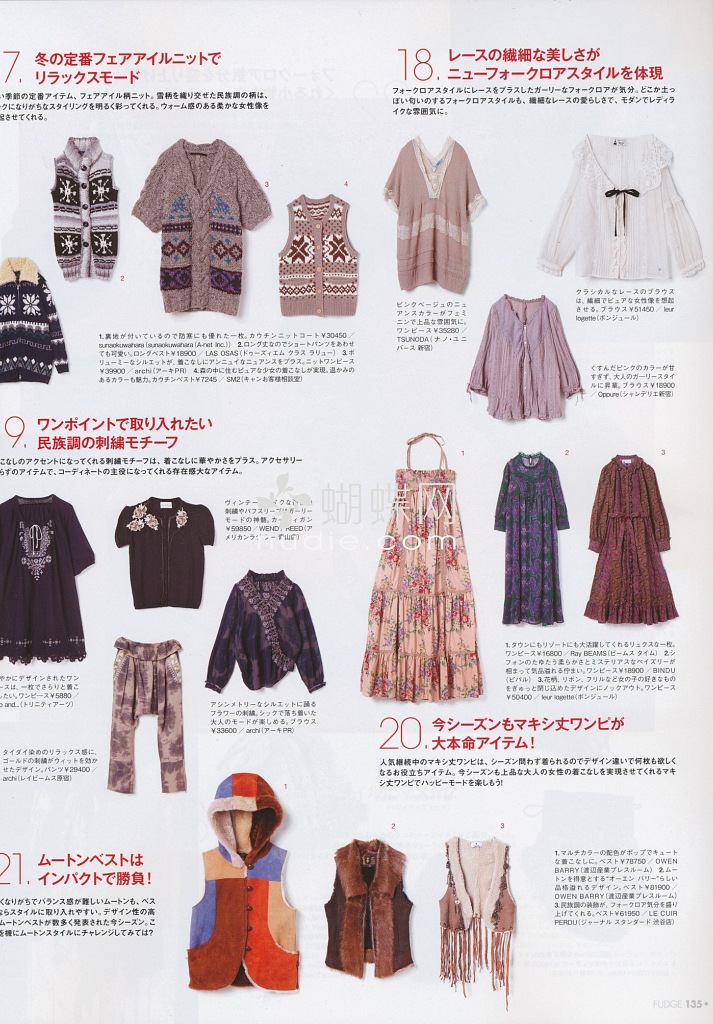 7. 冬の定番フェアアイルニットで
リラックスモード
い季節の定番アイテム、フェアアイル柄ニット。雪柄を織り交ぜた民族調の柄は、
クになりがちなスタイリングを明るく彩ってくれる。ウォーム感のある柔かな女性像を
起させてくれる。
2
3
4
1.裏地が付いているので防寒にも優れた一枚。カウチンニットコート¥30450／
sunaokuwahara (sunaokuwahara [A-net Inc.]) 2.ロング丈なのでショートパンツをあわせ
ても可愛い。ロングベスト¥18900／LAS OSAS(ドゥーズィエム クラス ラリュー) 3.ボ
リューミーなシルエットが、着こなしにアンニュイなニュアンスをプラス。ニットワンピース
¥39900／archi(アーキPR) 4.森の中に住むピュアな少女の着こなしが実現。温かみの
あるカラーも魅力。カウチンベスト¥7245／SM2(キャンお客様相談室)
18. レースの繊細な美しさが
ニューフォークロアスタイルを体現
フォークロアスタイルにレースをプラスしたガーリーなフォークロアが気分。どこか土っ
ぽい匂いのするフォークロアスタイルも、繊細なレースの愛らしさで、モダンでレディラ
イクな雰囲気に。
ピンクベージュのニュ
アンスカラーがフェミ
ニンで上品な雰囲気に。
ワンピース¥35280／
TSUNODA(ナノ・ユニ
バース 新宿)
クラシカルなレースのブラウス
は、繊細でピュアな女性像を想起
させる。ブラウス¥51450／leur
logette(ボンジュール)
くすんだピンクのカラーが甘
すぎず、大人のガーリースタイル
に昇華。ブラウス¥18900
／Oppure(シャンデリエ新宿)
9. ワンポイントで取り入れたい
民族調の刺繍モチーフ
こなしのアクセントになってくれる刺繍モチーフは、着こなしに華やかさをプラス。アクセサリー
らずのアイテムで、コーディネートの主役になってくれる存在感大なアイテム。
刺繍やパフスリーブ
モードの神髄。カーディガン
¥59850／WENDY REED(ア
メリカンラ
蝴蝶网
hudie.com
やかにデザインされたワン
ースは、一枚でさらりと着こ
したい。ワンピース¥5880／
o and..(トリニティアーツ)
アシンメトリーなシルエットに踊る
フラワーの刺繍。シックで落ち着いた
大人のモードが楽しめる。ブラウス
¥33600／archi(アーキPR)
タイダイ染めのリラックス感に、
ゴールドの刺繍がウィットを効か
せたデザイン。パンツ¥29400／
archi(レイビームス原宿)
1
2
3
1.タウンにもリゾートにも大活躍してくれるリュクスな一枚。
ワンピース¥16800／Ray BEAMS(ビームス タイム) 2.シ
フォンのたゆたう柔らかさとミステリアスなペイズリーが
相まって気品溢れる佇まい。ワンピース¥18900／BINDU
(ビバル) 3.花柄、リボン、フリルなど女の子の好きなもの
をぎゅっと閉じ込めたデザインにノックアウト。ワンピース
¥50400／leur logette(ボンジュール)
20. 今シーズンもマキシ丈ワンピが
大本命アイテム！
人気継続中のマキシ丈ワンピは、シーズン問わず着られるのでデザイン違いで何枚も欲しく
なるお役立ちアイテム。今シーズンも上品な大人の女性の着こなしを実現させてくれるマキ
シ丈ワンピでハッピーモードを楽しもう！
21. ムートンベストは
インパクトで勝負！
くなりがちでバランス感が難しいムートンも、ベス
ならスタイルに取り入れやすい。デザイン性の高
ムートンベストが数多く発表された今シーズン。こ
を機にムートンスタイルにチャレンジしてみては？
1
2
3
1.マルチカラーの配色がポップでキュート
な着こなしに。ベスト¥78750／OWEN
BARRY(渡辺産業プレスルーム) 2.ムー
トンを得意とする“オーエン バリー”らしい
品格溢れるデザイン。ベスト¥81900／
OWEN BARRY(渡辺産業プレスルーム)
3.民族調の装飾が、フォークロア気分を盛り
上げてくれる。ベスト¥61950／LE CUIR
PERDU(ジャーナル スタンダード 渋谷店)
FUDGE 135